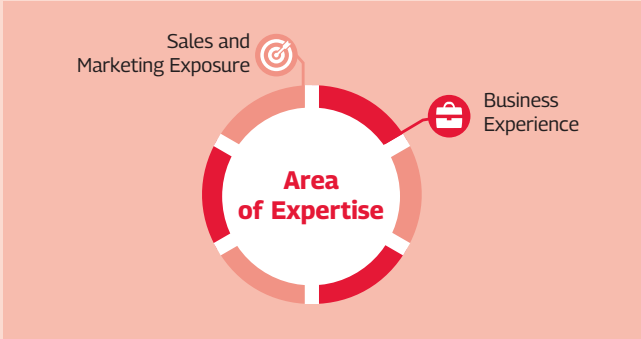 Sales and
Marketing Exposure
Business
Experience
Area
of Expertise